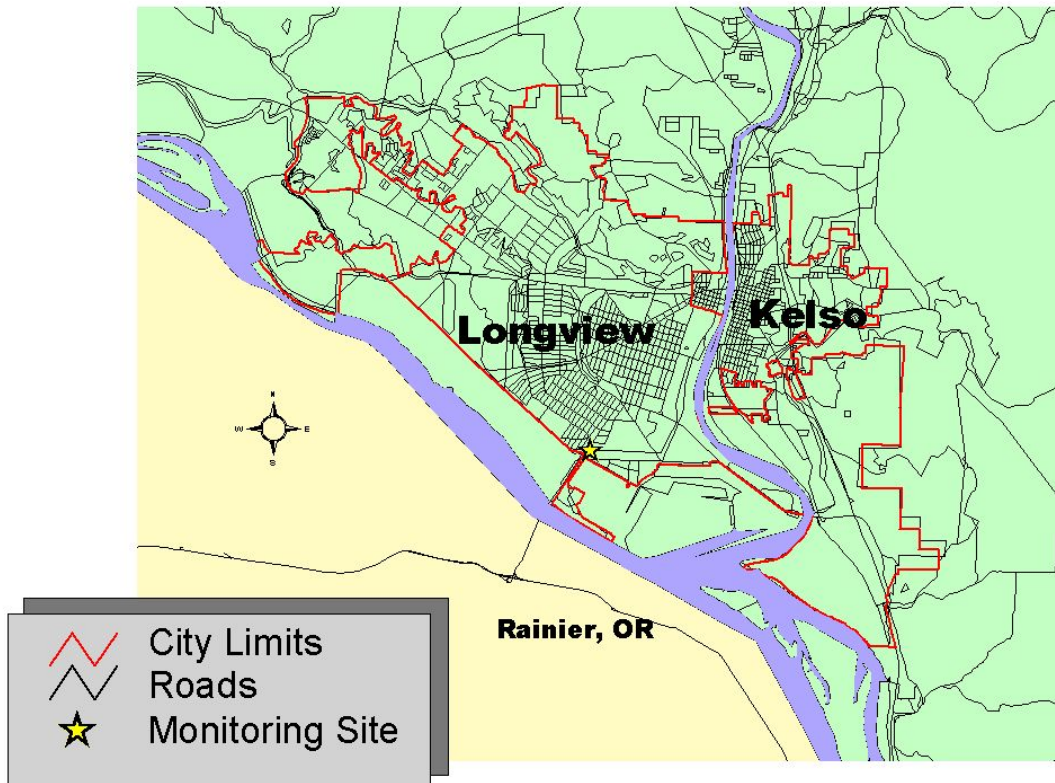 Longview
Kelso
N
W E
S
Rainier, OR
City Limits
Roads
Monitoring Site